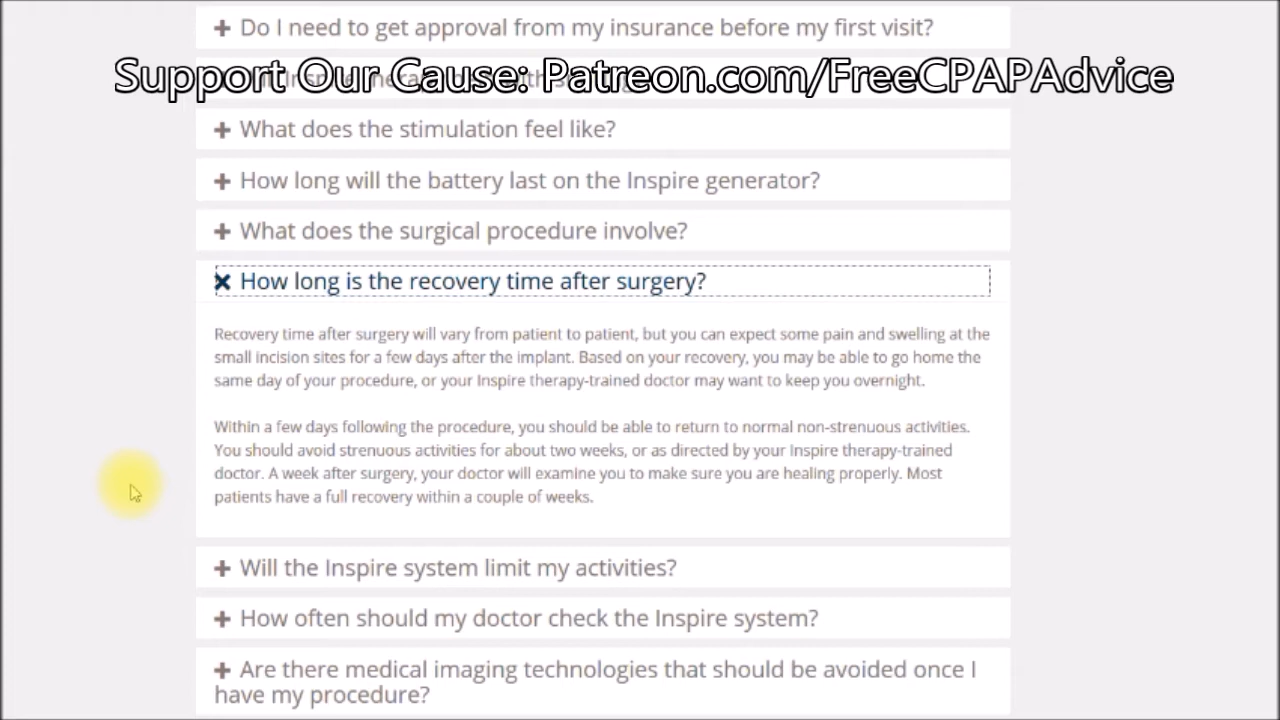 + Do I need to get approval from my insurance before my first visit?
Support Our Cause: Patreon.com/FreeCPAPAdvice
+ What does the stimulation feel like?
+ How long will the battery last on the Inspire generator?
+ What does the surgical procedure involve?
× How long is the recovery time after surgery?
Recovery time after surgery will vary from patient to patient, but you can expect some pain and swelling at the
small incision sites for a few days after the implant. Based on your recovery, you may be able to go home the
same day of your procedure, or your Inspire therapy-trained doctor may want to keep you overnight.
Within a few days following the procedure, you should be able to return to normal non-strenuous activities.
You should avoid strenuous activities for about two weeks, or as directed by your Inspire therapy-trained
doctor. A week after surgery, your doctor will examine you to make sure you are healing properly. Most
patients have a full recovery within a couple of weeks.
+ Will the Inspire system limit my activities?
+ How often should my doctor check the Inspire system?
+ Are there medical imaging technologies that should be avoided once I
have my procedure?